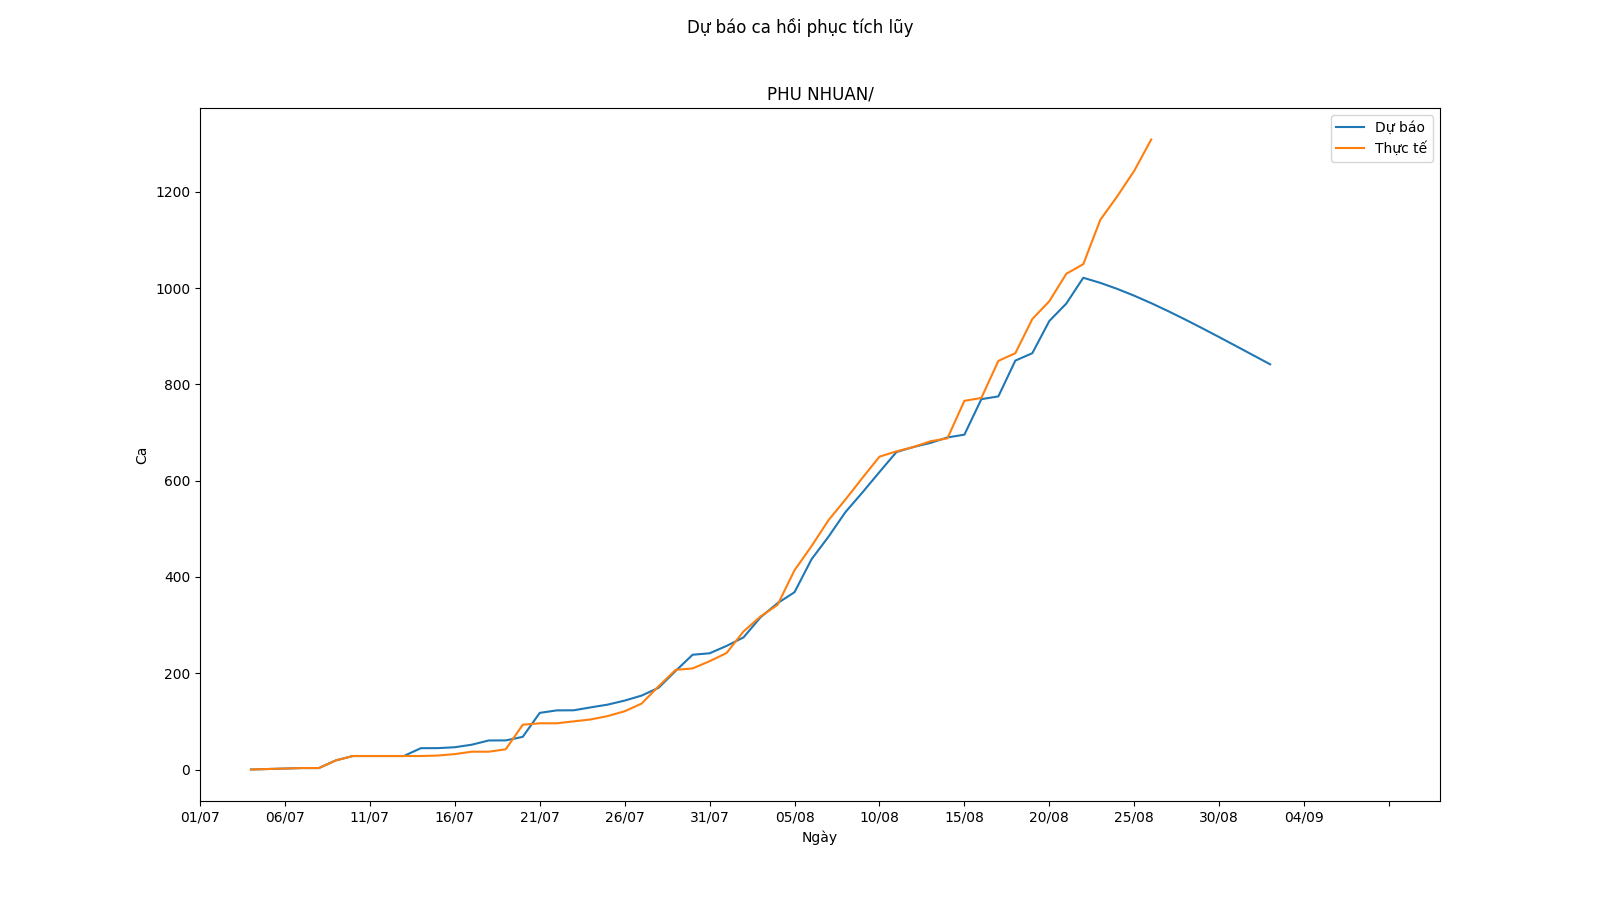 Dự báo ca hồi phục tích lũy
PHU NHUAN/
Dự báo
Thực tế
1200
1000
800
600
400
200
0
Ca
01/07 06/07 11/07 16/07 21/07 26/07 31/07 05/08 10/08 15/08 20/08 25/08 30/08 04/09
Ngày